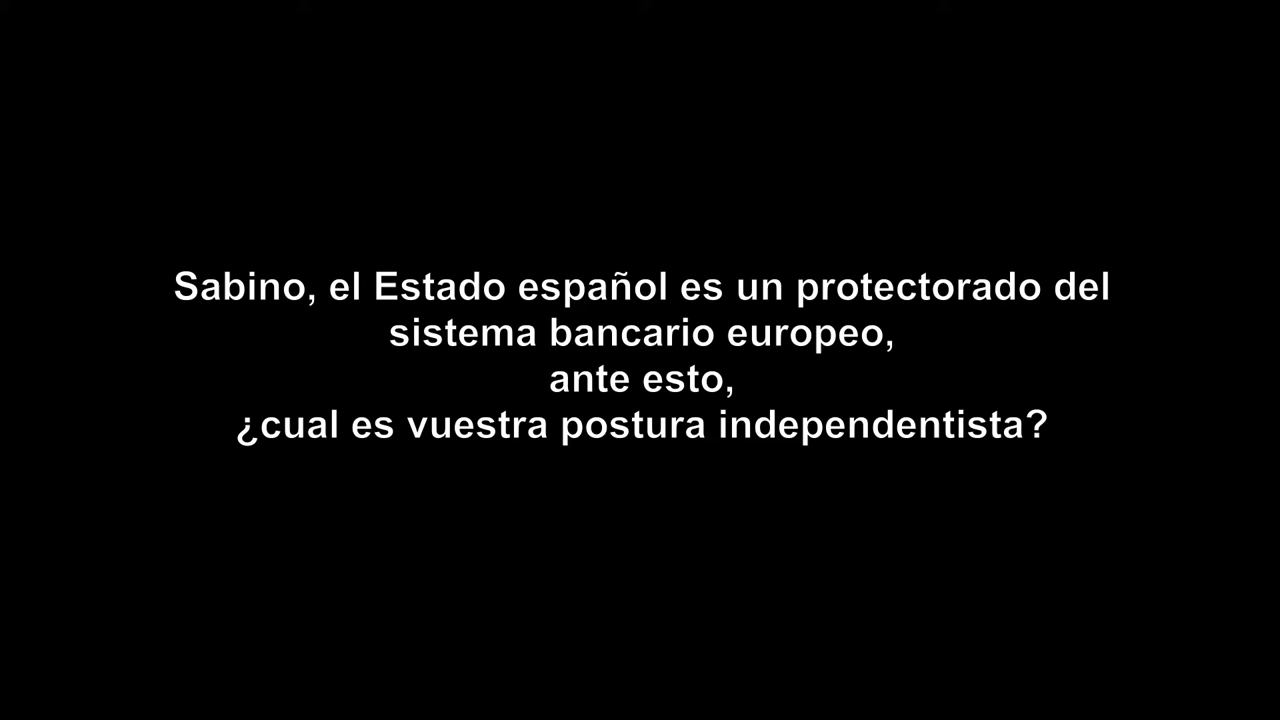 Sabino, el Estado español es un protectorado del
sistema bancario europeo,
ante esto,
¿cual es vuestra postura independentista?